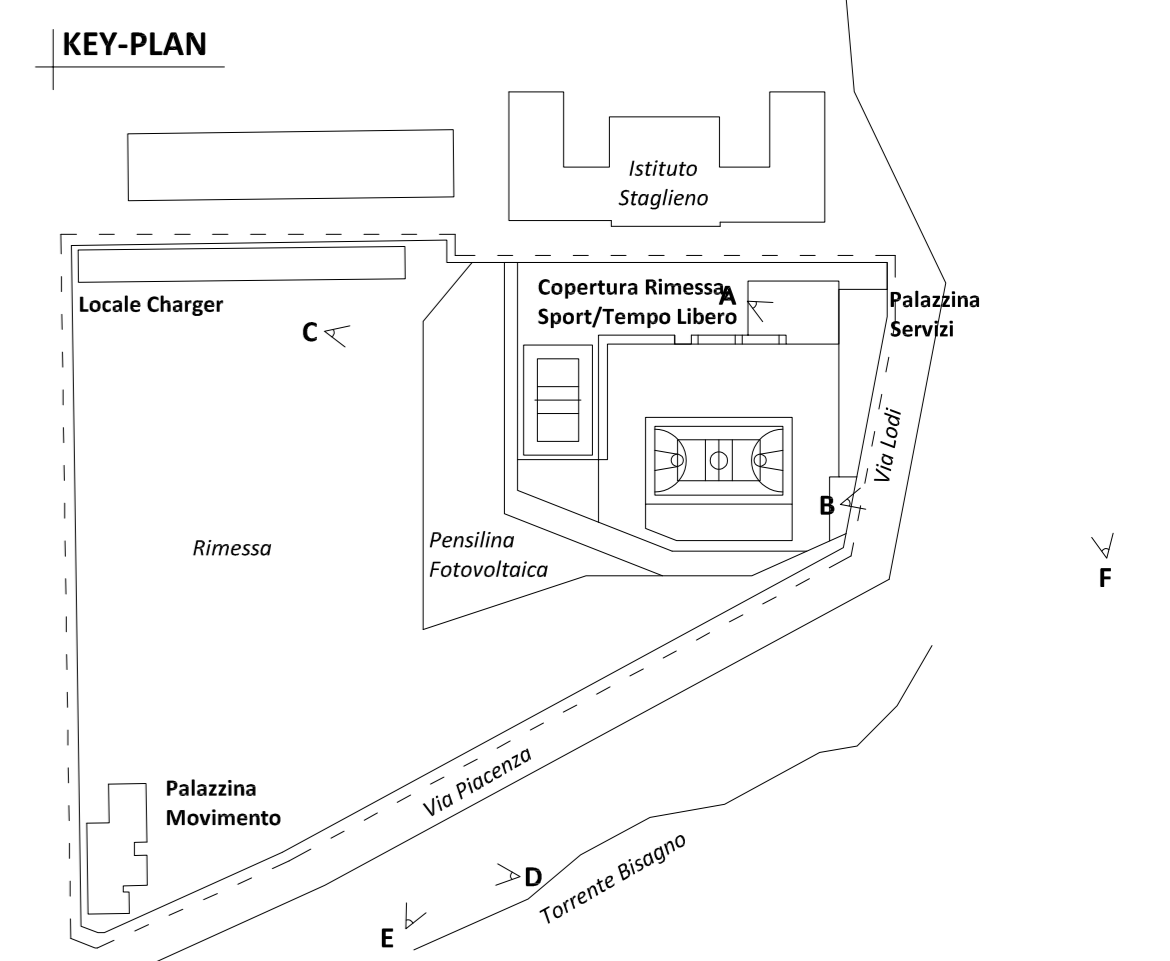 KEY-PLAN
Istituto
Staglieno
Locale Charger
Copertura Rimessa
Sport/Tempo Libero
A
Palazzina
Servizi
C
Via Lodi
B
Rimessa
Pensilina
Fotovoltaica
F
Via Piacenza
Palazzina
Movimento
D
Torrente Bisagno
E